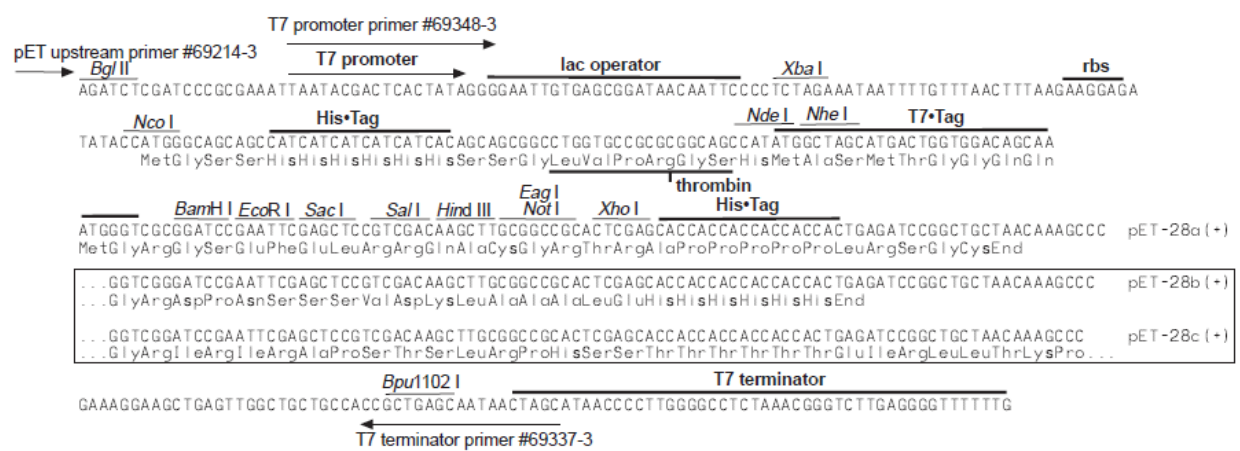 T7 promoter primer #69348-3
pET upstream primer #69214-3
Bgl II
T7 promoter
lac operator
Xba I
rbs
AGATCTCGATCCCGCGAAATTAATACGACTCACTATAGGGGAATTGTGAGCGGATAACAATTCCCCTCTAGAAATAATTTTGTTTAACTTTAAGAAGGAGA
Nco I
His•Tag
Nde I
Nhe I
T7•Tag
TATACCATGGGCAGCAGCCATCATCATCATCATCACAGCAGCGGCCTGGTGCCGCGCGGCAGCCATATGGCTAGCATGACTGGTGGACAGCAA
MetGlySerSerHisHisHisHisHisHisSerSerGlyLeuValProArgGlySerHisMetAlaSerMetThrGlyGlyGlnGln
thrombin
BamH I
EcoR I
Sac I
Sal I
Hind III
Eag I
Not I
Xho I
His•Tag
ATGGGTCGCGGATCCGAATTCGAGCTCCGTCGACAAGCTTGCGGCCGCACTCGAGCACCACCACCACCACCACTGAGATCCGGCTGCTAACAAAGCCC pET-28a(+)
MetGlyArgGlySerGluPheGluLeuArgArgGlnAlaCysGlyArgThrArgAlaProProProProProLeuArgSerGlyCysEnd
...GGTCGGGATCCGAATTCGAGCTCCGTCGACAAGCTTGCGGCCGCACTCGAGCACCACCACCACCACCACTGAGATCCGGCTGCTAACAAAGCCC pET-28b(+)
...GlyArgAspProAsnSerSerSerValAspLysLeuAlaAlaAlaLeuGluHisHisHisHisHisHisEnd
...GGTCGGATCCGAATTCGAGCTCCGTCGACAAGCTTGCGGCCGCACTCGAGCACCACCACCACCACCACTGAGATCCGGCTGCTAACAAAGCCC pET-28c(+)
...GlyArgIleArgIleArgAlaProSerThrSerLeuArgProHisSerSerThrThrThrThrThrThrGluIleArgLeuLeuThrLysPro...
Bpu1102 I
T7 terminator
GAAAGGAAGCTGAGTTGGCTGCTGCCACCGCTGAGCAATAACTAGCATAACCCCTTGGGGCCTCTAAACGGGTCTTGAGGGGTTTTTTG
T7 terminator primer #69337-3